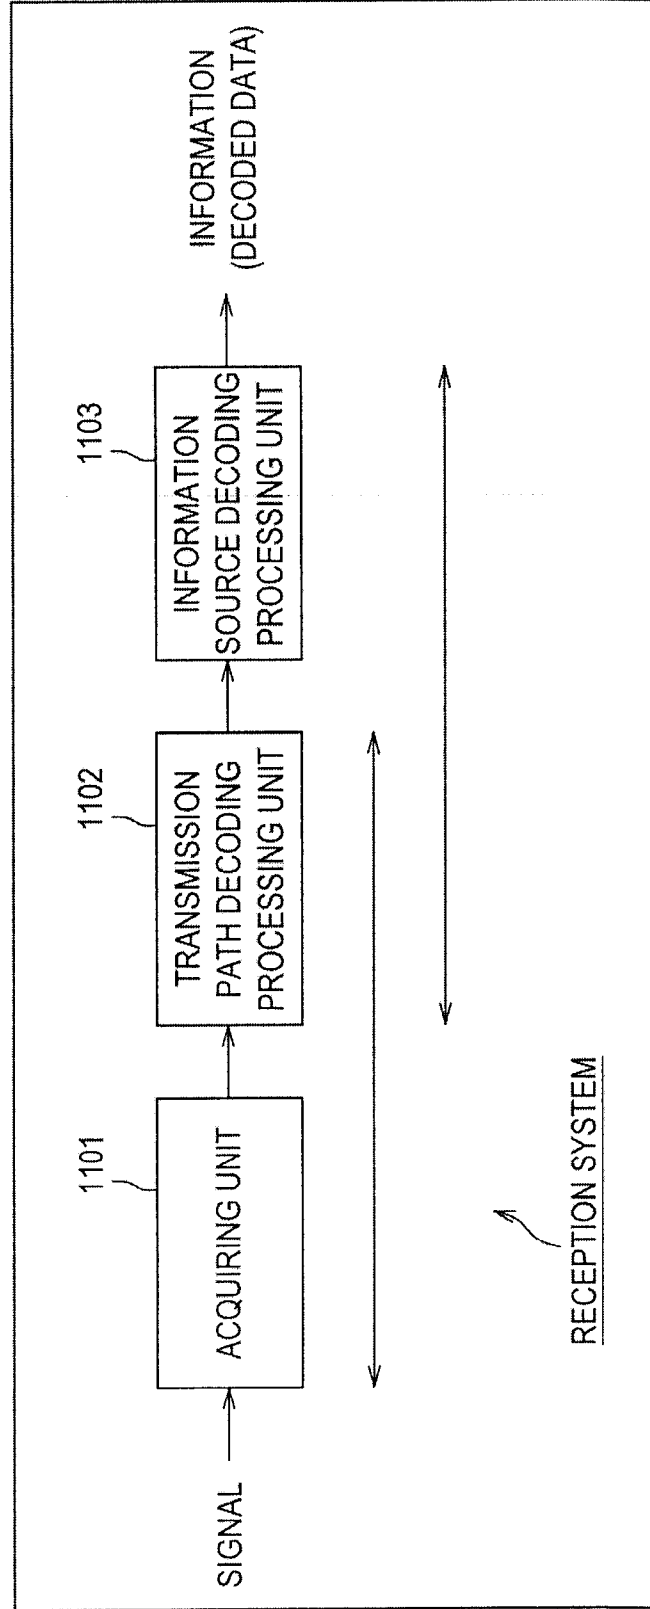 SIGNAL
1101
ACQUIRING UNIT
1102
TRANSMISSION
PATH DECODING
PROCESSING UNIT
1103
INFORMATION
SOURCE DECODING
PROCESSING UNIT
INFORMATION
(DECODED DATA)
RECEPTION SYSTEM